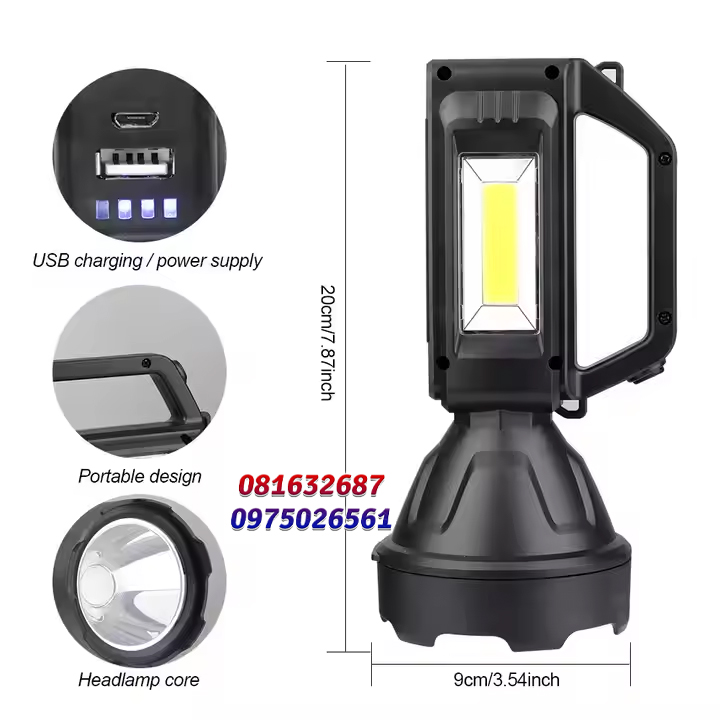 USB charging / power supply
Portable design
Headlamp core
20cm/7.87inch
081632687
0975026561
9cm/3.54inch